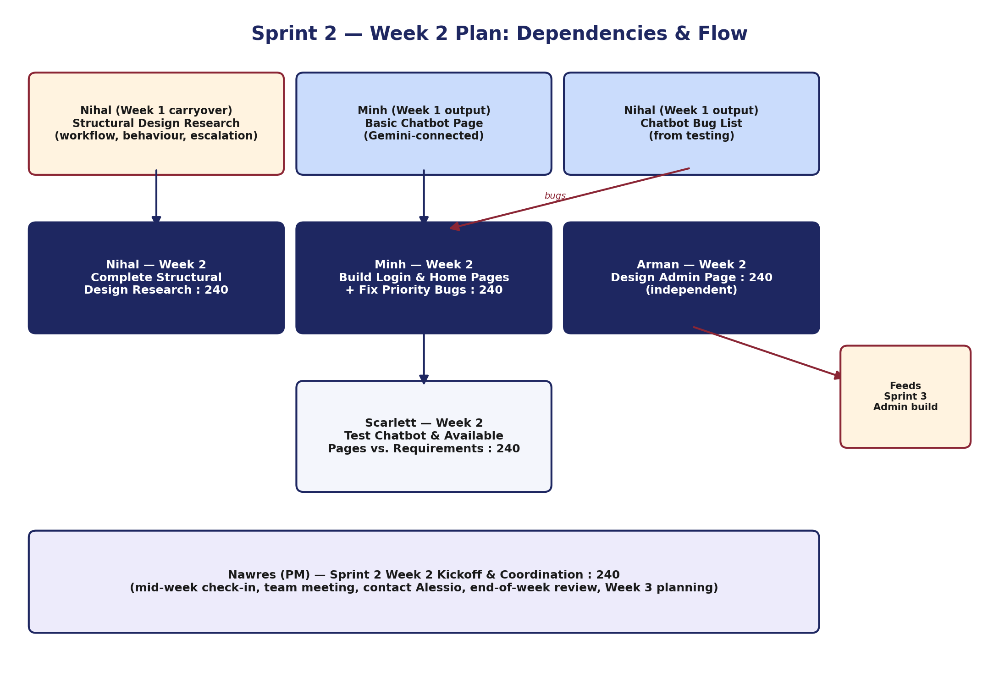 Sprint 2 — Week 2 Plan: Dependencies & Flow
Nihal (Week 1 carryover)
Structural Design Research
(workflow, behaviour, escalation)
Minh (Week 1 output)
Basic Chatbot Page
(Gemini-connected)
Nihal (Week 1 output)
Chatbot Bug List
(from testing)
bugs
Nihal — Week 2
Complete Structural
Design Research : 240
Minh — Week 2
Build Login & Home Pages
+ Fix Priority Bugs : 240
Arman — Week 2
Design Admin Page : 240
(independent)
Feeds
Sprint 3
Admin build
Scarlett — Week 2
Test Chatbot & Available
Pages vs. Requirements : 240
Nawres (PM) — Sprint 2 Week 2 Kickoff & Coordination : 240
(mid-week check-in, team meeting, contact Alessio, end-of-week review, Week 3 planning)